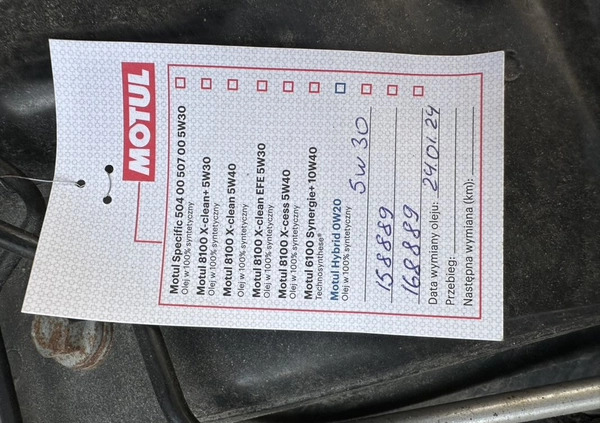 MOTUL
Motul Specific 504 00 507 00 5W30
Olej w 100% syntetyczny
Motul 8100 X-clean+ 5W30
Olej w 100% syntetyczny
Motul 8100 X-clean 5W40
Olej w 100% syntetyczny
Motul 8100 X-clean EFE 5W30
Olej w 100% syntetyczny
Motul 8100 X-cess 5W40
Olej w 100% syntetyczny
Motul 6100 Synergie+ 10W40
Technosynthese®
Motul Hybrid 0W20
Olej w 100% syntetyczny
5w30
158889
168889
Data wymiany oleju: 24.01.24
Przebieg:
Następna wymiana (km):